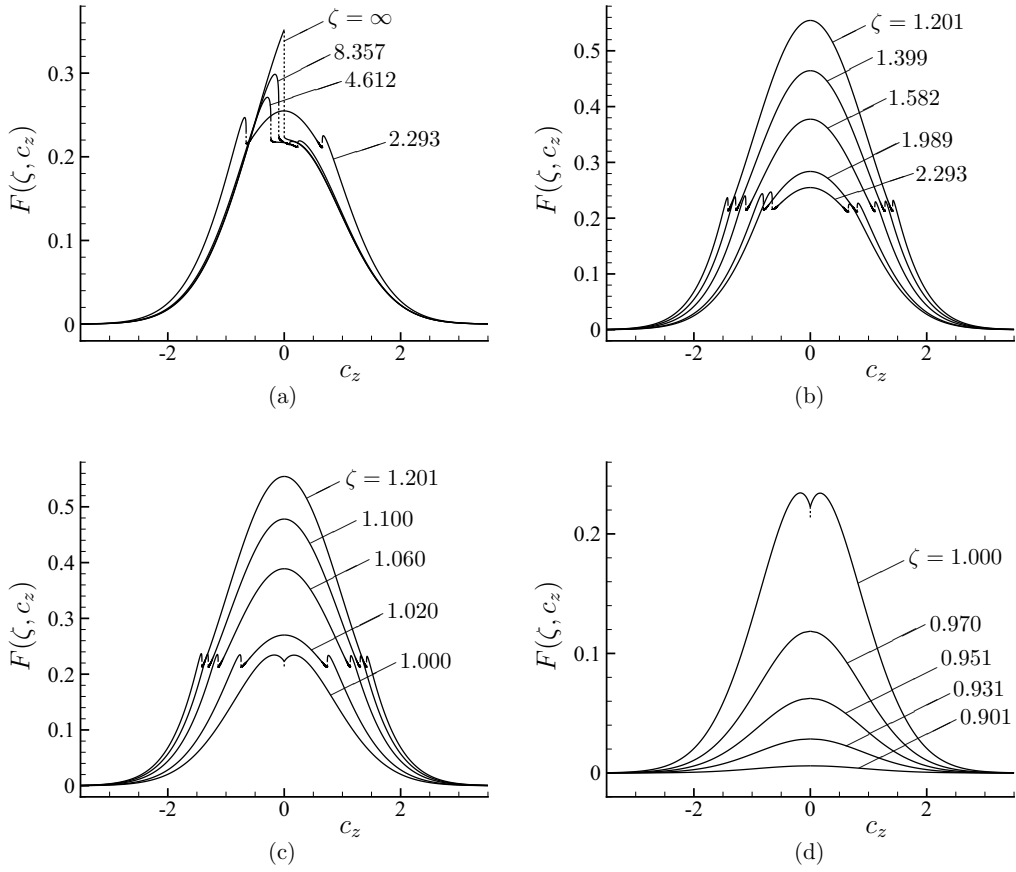 0.3
0.2
0.1
0
F(ζ, c_z)
ζ = ∞
8.357
4.612
2.293
-2 0 2
c_z
(a)
0.5
0.4
0.3
0.2
0.1
0
F(ζ, c_z)
ζ = 1.201
1.399
1.582
1.989
2.293
-2 0 2
c_z
(b)
0.5
0.4
0.3
0.2
0.1
0
F(ζ, c_z)
ζ = 1.201
1.100
1.060
1.020
1.000
-2 0 2
c_z
(c)
0.2
0.1
0
F(ζ, c_z)
ζ = 1.000
0.970
0.951
0.931
0.901
-2 0 2
c_z
(d)